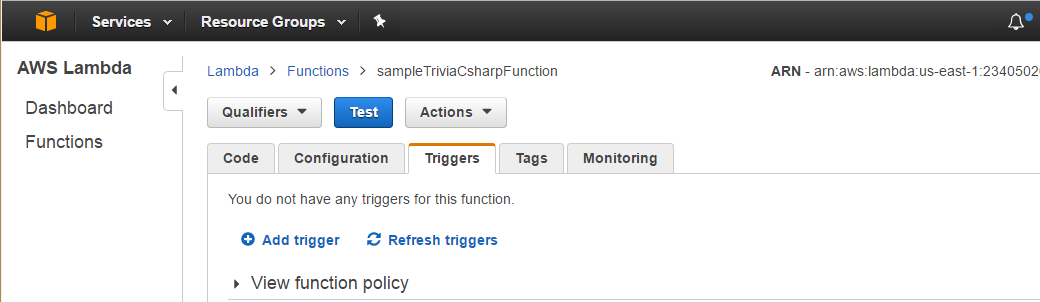 Services Resource Groups
AWS Lambda
Dashboard
Functions
Lambda > Functions > sampleTriviaCsharpFunction
ARN - arn:aws:lambda:us-east-1:23405020
Qualifiers Test Actions
Code Configuration Triggers Tags Monitoring
You do not have any triggers for this function.
Add trigger Refresh triggers
View function policy